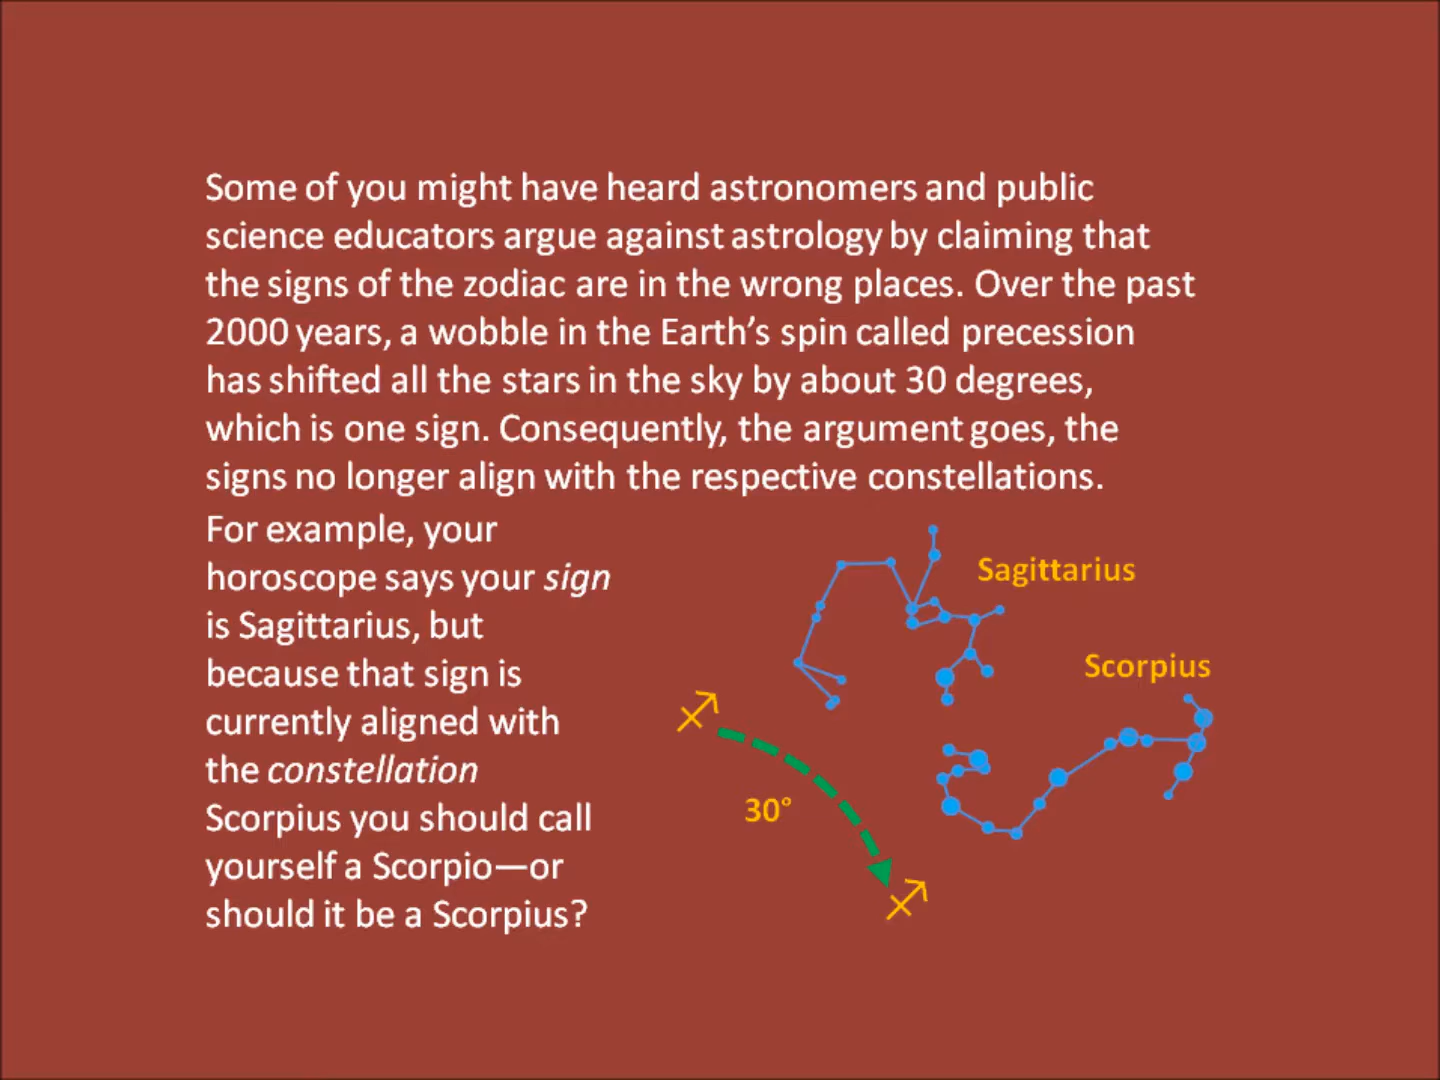 Some of you might have heard astronomers and public
science educators argue against astrology by claiming that
the signs of the zodiac are in the wrong places. Over the past
2000 years, a wobble in the Earth’s spin called precession
has shifted all the stars in the sky by about 30 degrees,
which is one sign. Consequently, the argument goes, the
signs no longer align with the respective constellations.
For example, your
horoscope says your sign
is Sagittarius, but
because that sign is
currently aligned with
the constellation
Scorpius you should call
yourself a Scorpio—or
should it be a Scorpius?
Sagittarius
Scorpius
♐
30°
♐